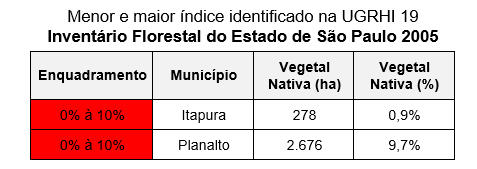 Menor e maior índice identificado na UGRHI 19
Inventário Florestal do Estado de São Paulo 2005
Enquadramento Município Vegetal Nativa (ha) Vegetal Nativa (%)
0% à 10% Itapura 278 0,9%
0% à 10% Planalto 2.676 9,7%